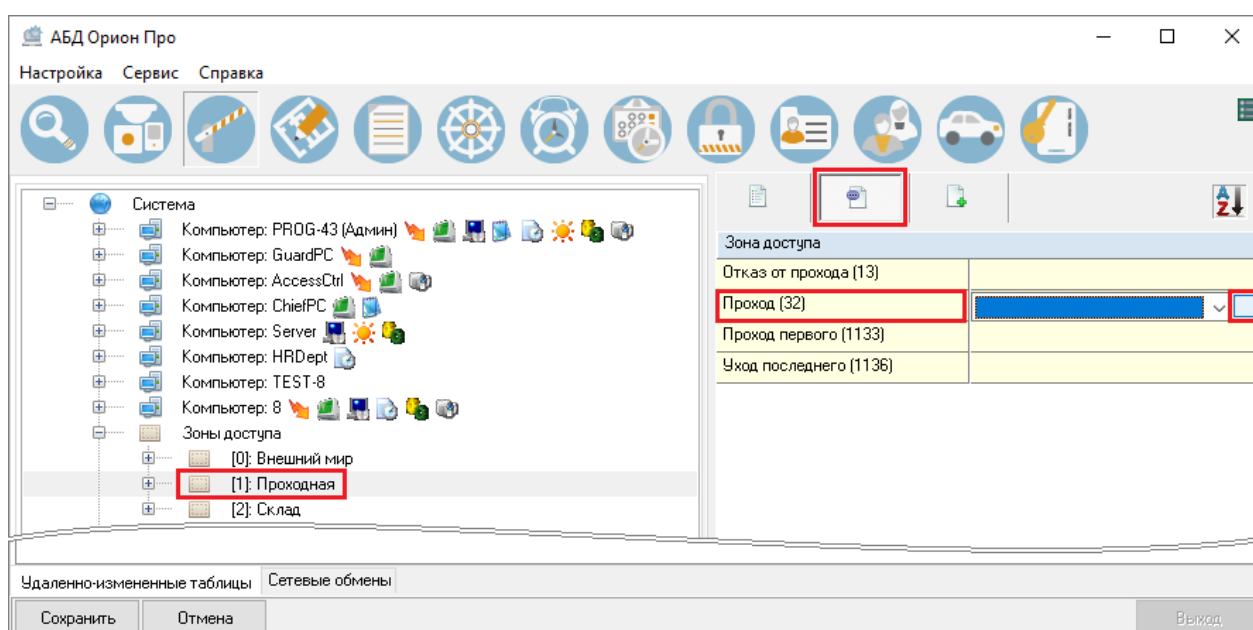 АБД Орион Про
Настройка Сервис Справка
Система
Компьютер: PROG-43 (Админ)
Компьютер: GuardPC
Компьютер: AccessCtrl
Компьютер: ChiefPC
Компьютер: Server
Компьютер: HRDept
Компьютер: TEST-8
Компьютер: 8
Зоны доступа
[0]: Внешний мир
[1]: Проходная
[2]: Склад
A
Z
Зона доступа
Отказ от прохода (13)
Проход (32)
Проход первого (1133)
Уход последнего (1136)
Удаленно-измененные таблицы Сетевые обмены
Сохранить Отмена Выход